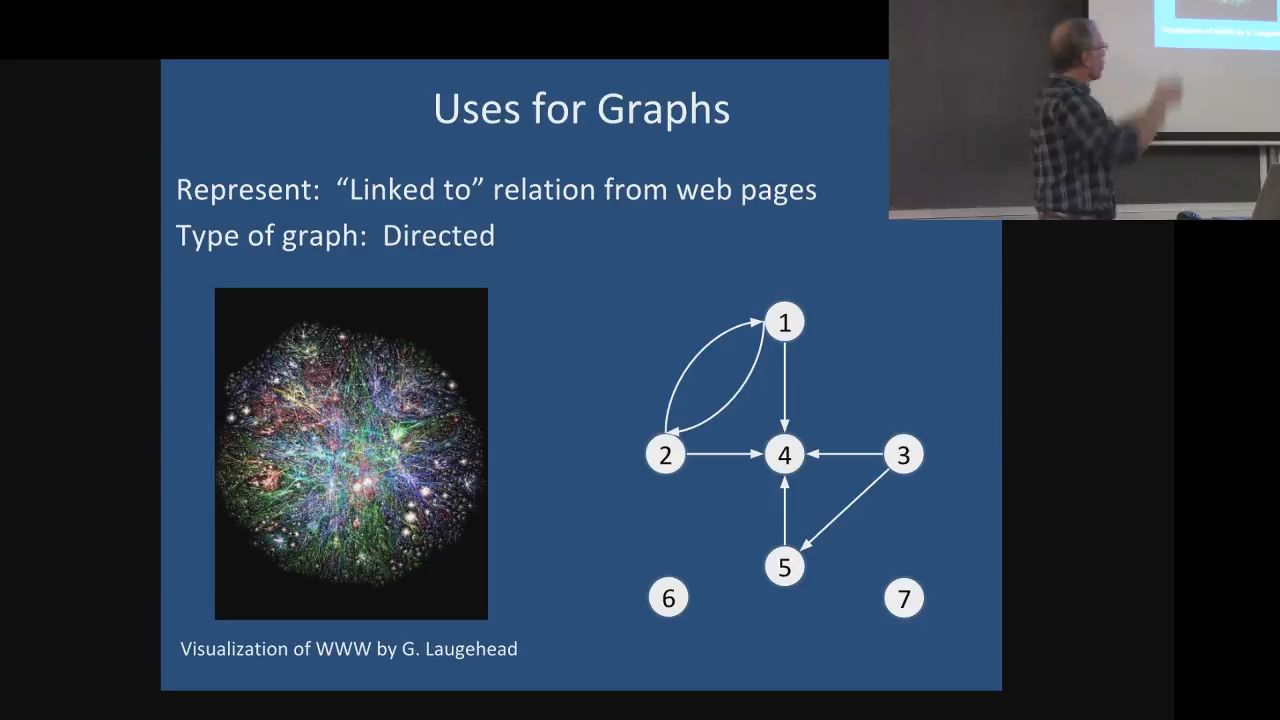 Uses for Graphs
Represent: “Linked to” relation from web pages
Type of graph: Directed
1
2
4
3
5
6
7
Visualization of WWW by G. Laugehead